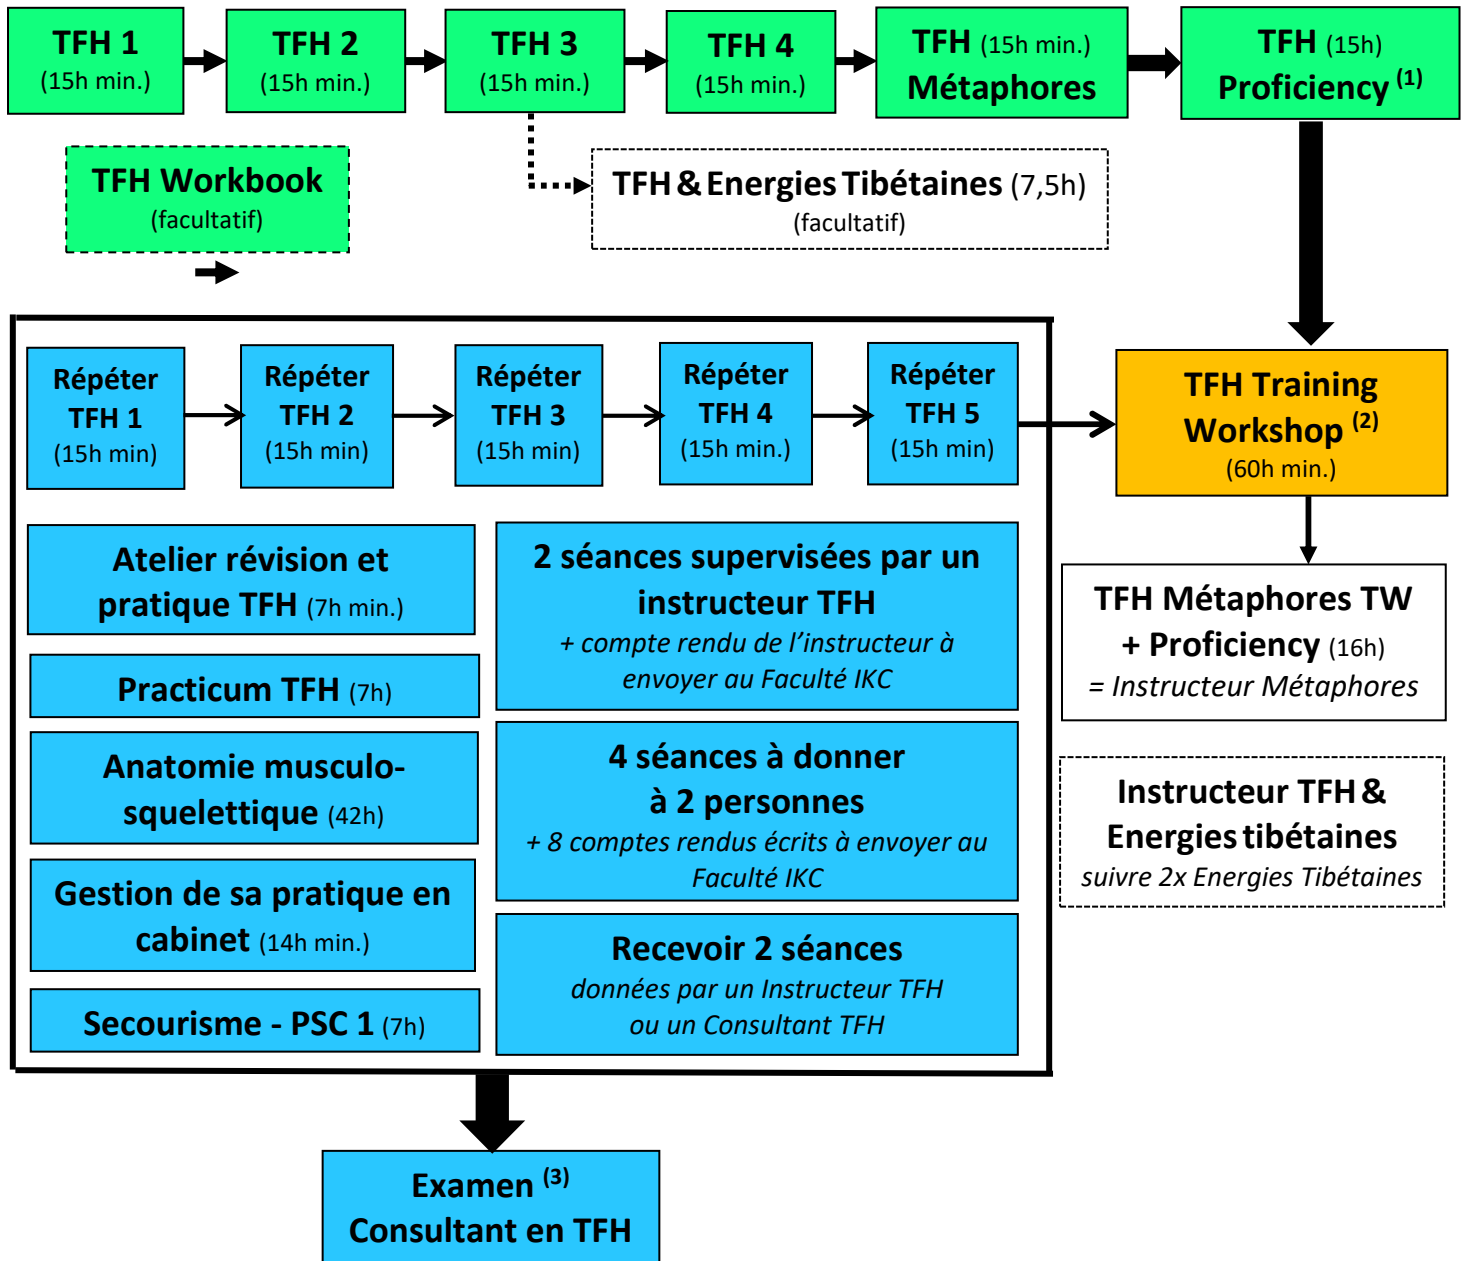 TFH 1
(15h min.)
TFH 2
(15h min.)
TFH 3
(15h min.)
TFH 4
(15h min.)
TFH (15h min.)
Métaphores
TFH (15h)
Proficiency (1)
TFH Workbook
(facultatif)
TFH & Energies Tibétaines (7,5h)
(facultatif)
Répéter
TFH 1
(15h min)
Répéter
TFH 2
(15h min)
Répéter
TFH 3
(15h min)
Répéter
TFH 4
(15h min.)
Répéter
TFH 5
(15h min)
TFH Training
Workshop (2)
(60h min.)
Atelier révision et
pratique TFH (7h min.)
Practicum TFH (7h)
Anatomie musculo-
squelettique (42h)
Gestion de sa pratique en
cabinet (14h min.)
Secourisme - PSC 1 (7h)
2 séances supervisées par un
instructeur TFH
+ compte rendu de l’instructeur à
envoyer au Faculté IKC
4 séances à donner
à 2 personnes
+ 8 comptes rendus écrits à envoyer au
Faculté IKC
Recevoir 2 séances
données par un Instructeur TFH
ou un Consultant TFH
TFH Métaphores TW
+ Proficiency (16h)
= Instructeur Métaphores
Instructeur TFH &
Energies tibétaines
suivre 2x Energies Tibétaines
Examen (3)
Consultant en TFH